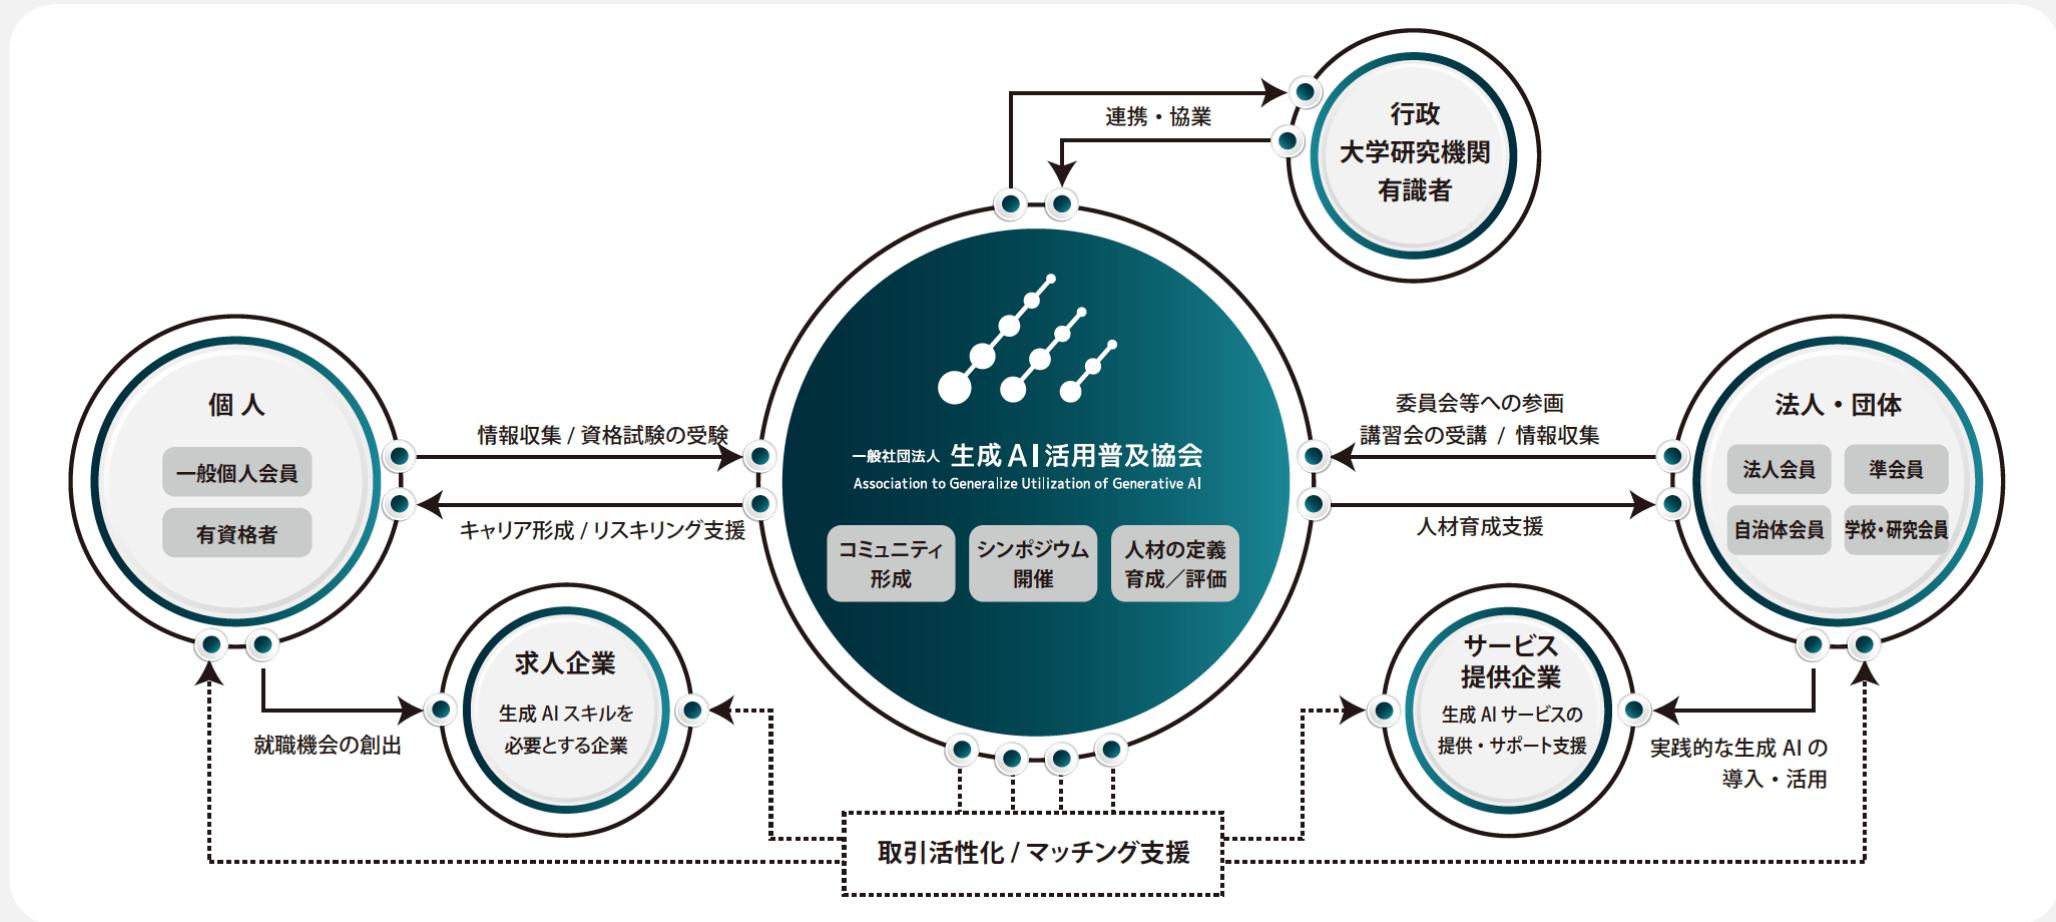 連携・協業
行政
大学研究機関
有識者
個 人
一般個人会員
有資格者
情報収集 / 資格試験の受験
キャリア形成 / リスキリング支援
一般社団法人 生成AI活用普及協会
Association to Generalize Utilization of Generative AI
コミュニティ
形成
シンポジウム
開催
人材の定義
育成／評価
委員会等への参画
講習会の受講 / 情報収集
人材育成支援
法人・団体
法人会員
準会員
自治体会員
学校・研究会員
就職機会の創出
求人企業
生成 AI スキルを
必要とする企業
サービス
提供企業
生成 AI サービスの
提供・サポート支援
実践的な生成 AI の
導入・活用
取引活性化 / マッチング支援